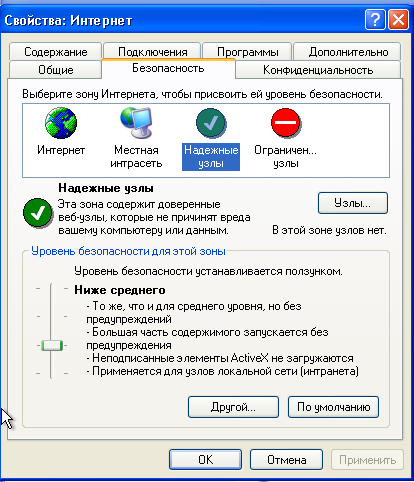 Свойства: Интернет
Содержание
Подключения
Программы
Дополнительно
Общие
Безопасность
Конфиденциальность
Выберите зону Интернета, чтобы присвоить ей уровень безопасности.
Интернет
Местная
интрасеть
Надежные
узлы
Ограничен...
узлы
Надежные узлы
Эта зона содержит доверенные
веб-узлы, которые не причинят вреда
вашему компьютеру или данным.
Узлы...
В этой зоне узлов нет.
Уровень безопасности для этой зоны
Уровень безопасности устанавливается ползунком.
Ниже среднего
- То же, что и для среднего уровня, но без
предупреждений
- Большая часть содержимого запускается без
предупреждения
- Неподписанные элементы ActiveX не загружаются
- Применяется для узлов локальной сети (интранета)
Другой...
По умолчанию
ОК
Отмена
Применить